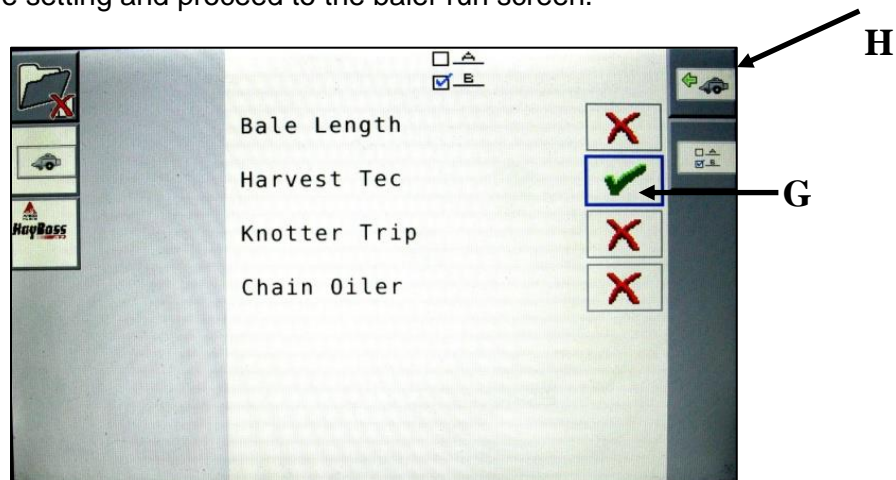 e setting and proceed to the baler run screen.
H
A
B
Bale Length
Harvest Tec
G
Knotter Trip
Chain Oiler
A
B
HayBoss